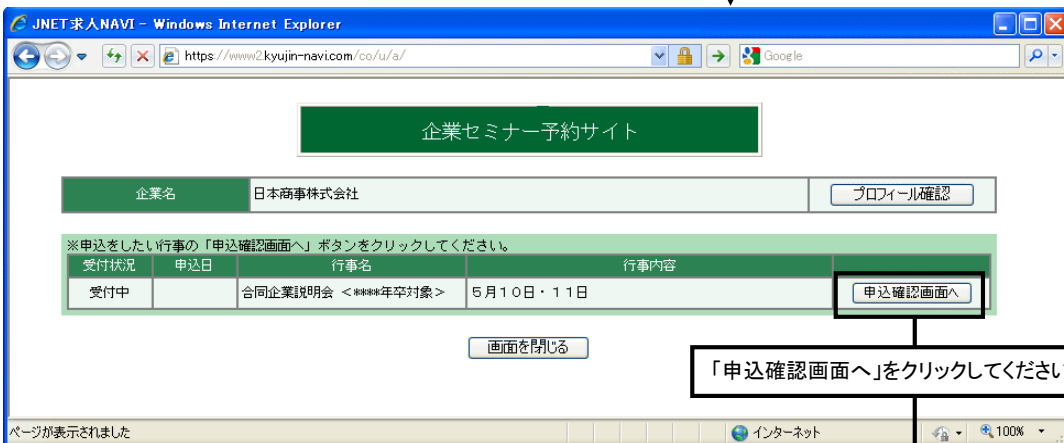 JNET求人NAVI - Windows Internet Explorer
https://www2.kyujin-navi.com/co/u/a/
Google
企業セミナー予約サイト
企業名 日本商事株式会社 プロフィール確認
※申込をしたい行事の「申込確認画面へ」ボタンをクリックしてください。
受付状況 申込日 行事名 行事内容
受付中 合同企業説明会 <****年卒対象> 5月10日・11日 申込確認画面へ
画面を閉じる
「申込確認画面へ」をクリックしてください
ページが表示されました インターネット 100%